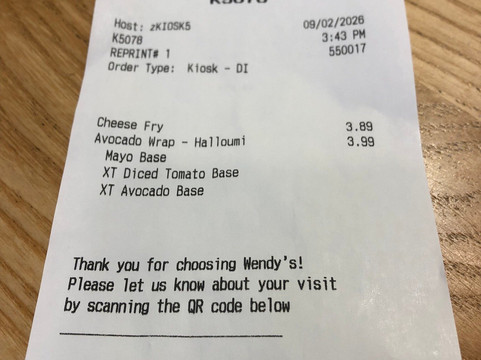 K5078
Host: zKIOSK5 09/02/2026
K5078 3:43 PM
REPRINT# 1 550017
Order Type: Kiosk - DI
Cheese Fry 3.89
Avocado Wrap - Halloumi 3.99
Mayo Base
XT Diced Tomato Base
XT Avocado Base
Thank you for choosing Wendy's!
Please let us know about your visit
by scanning the QR code below